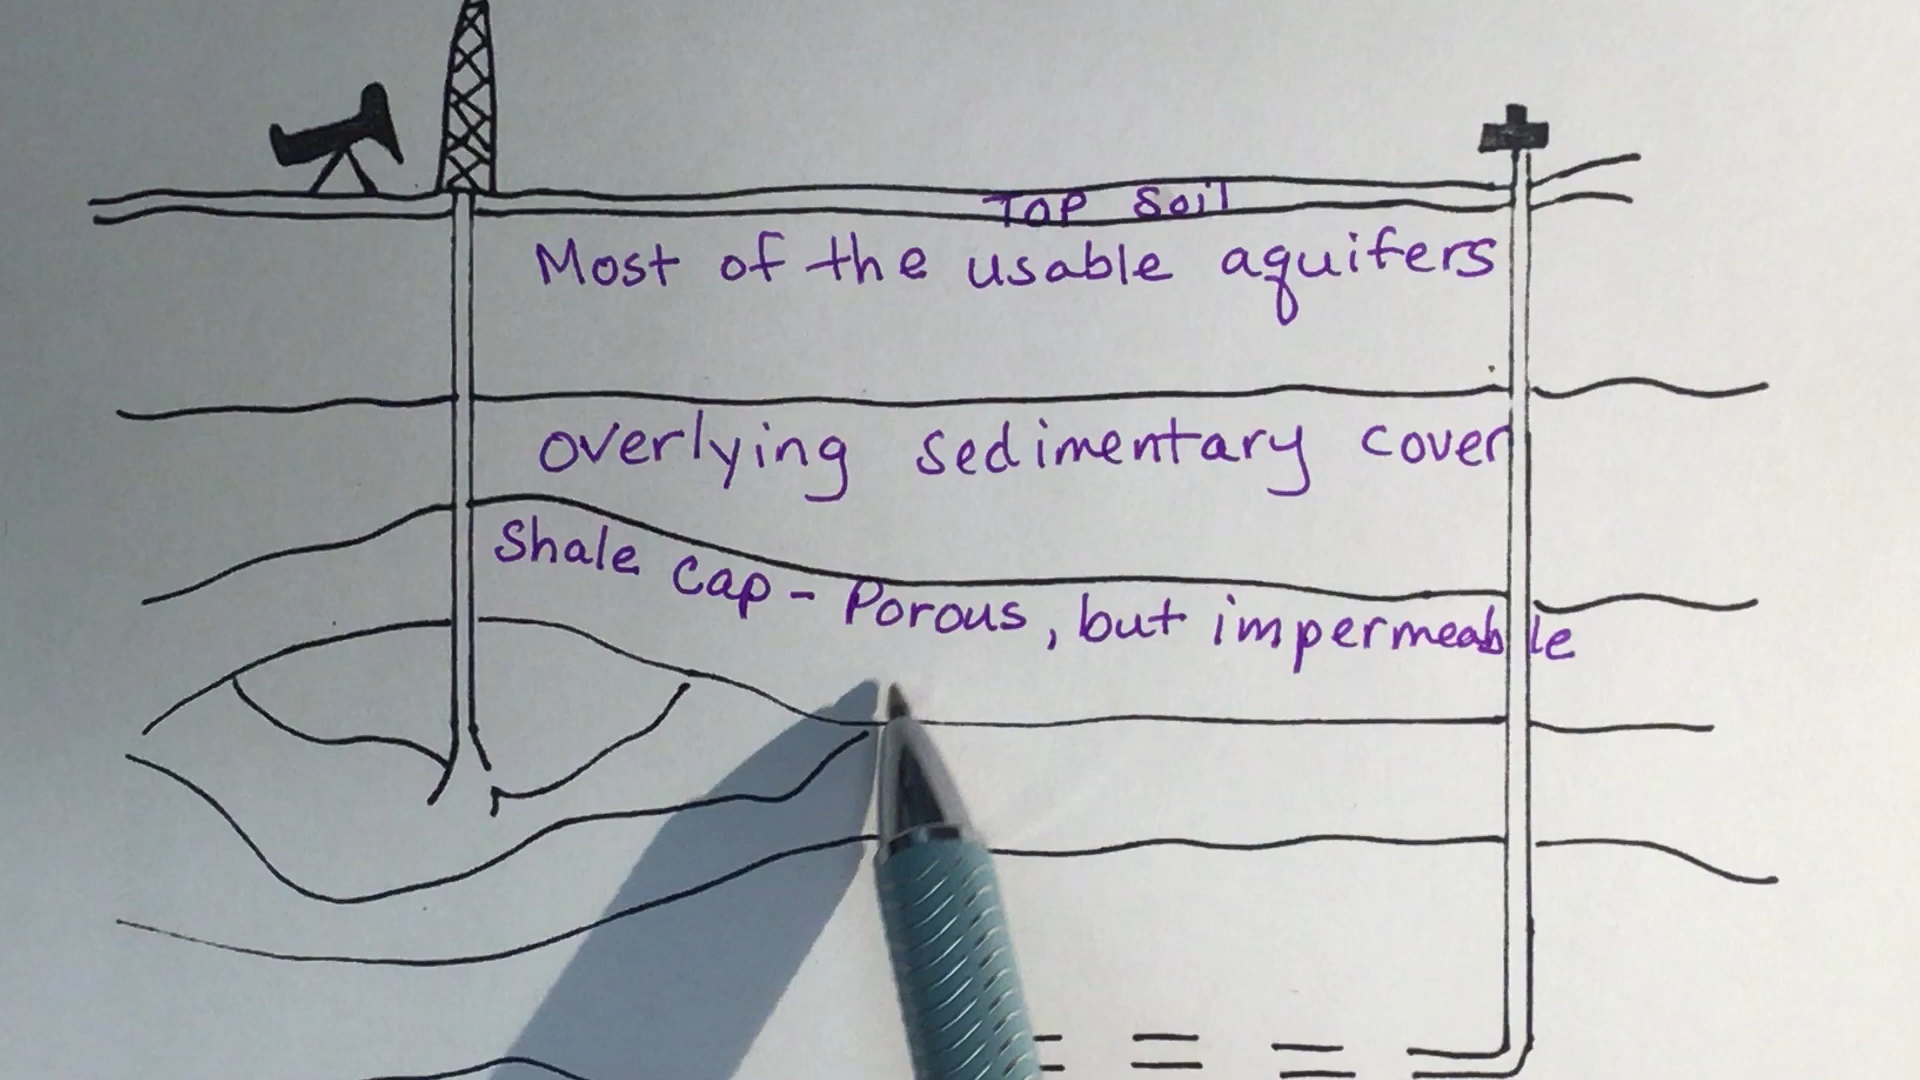 TOP Soil
Most of the usable aquifers
overlying sedimentary cover
Shale cap - Porous, but impermeable